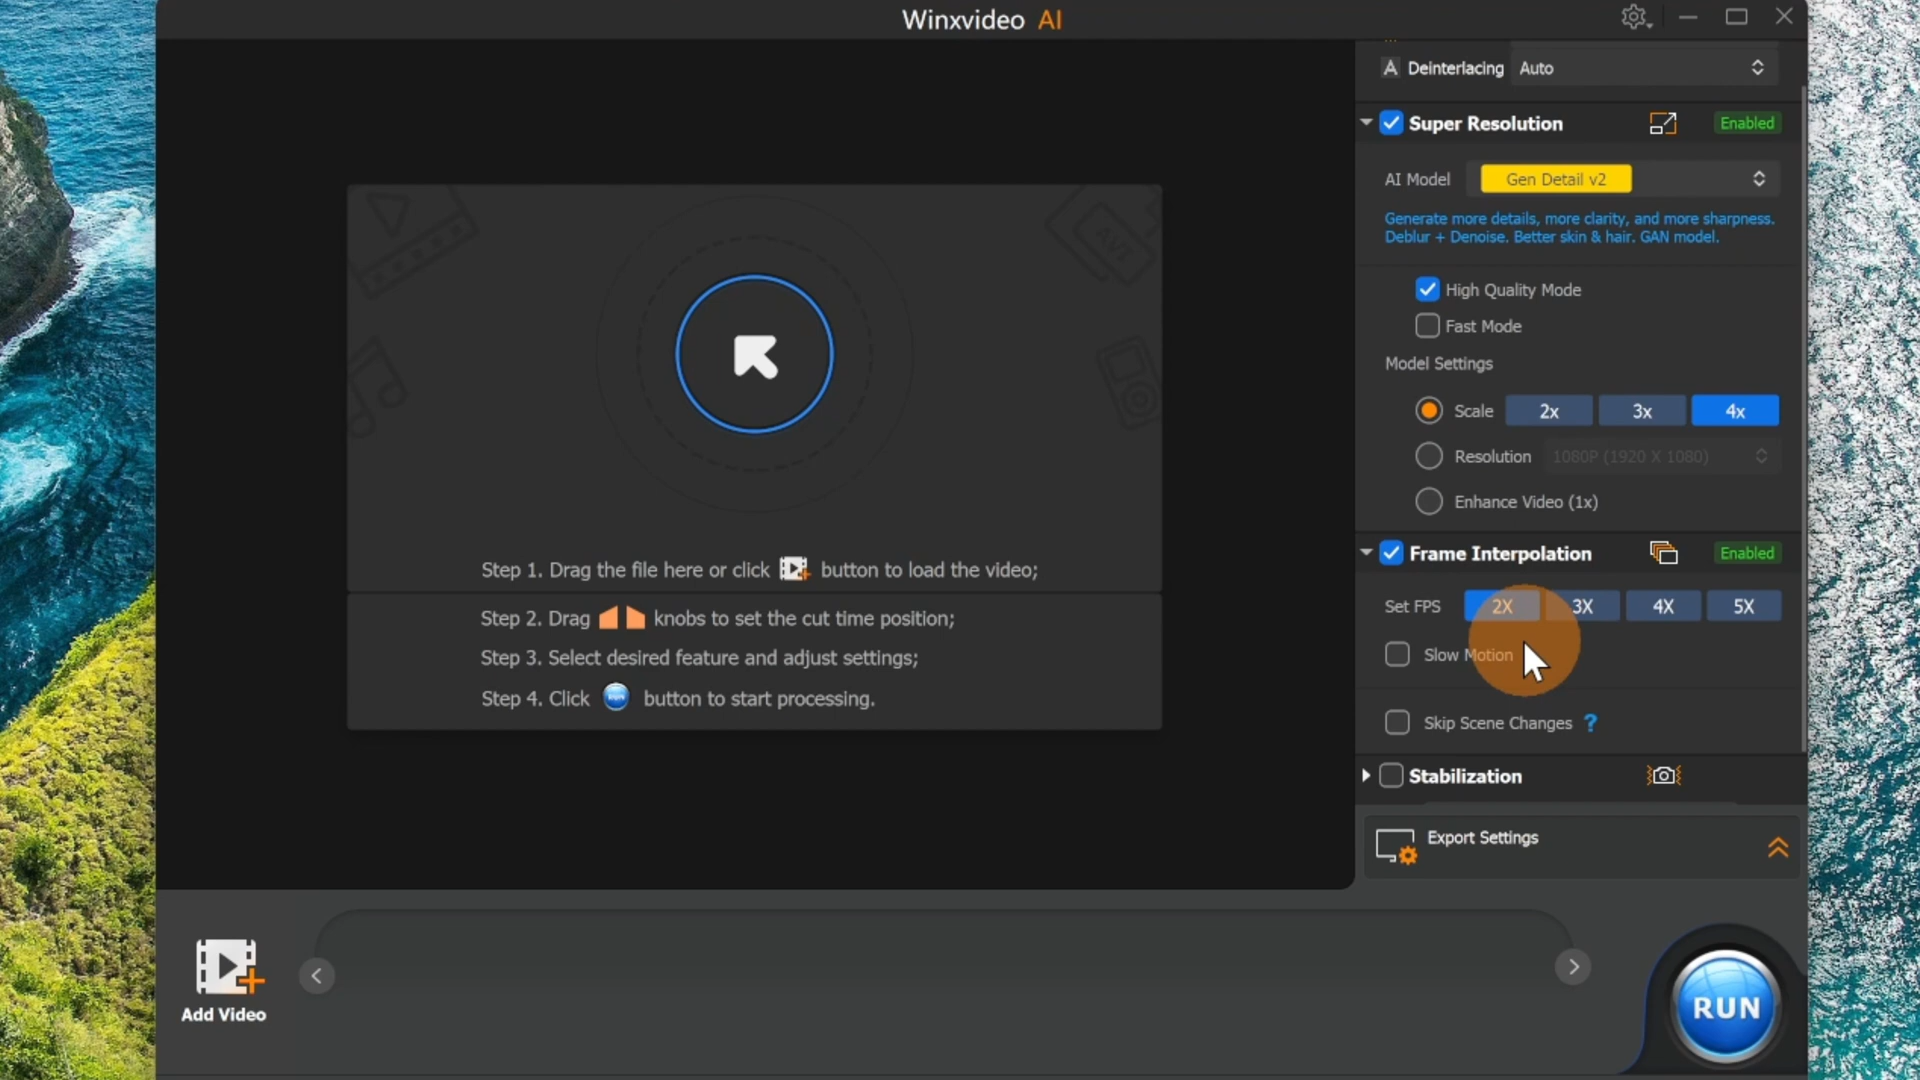 Winxvideo AI
A Deinterlacing Auto
Super Resolution Enabled
AI Model Gen Detail v2
Generate more details, more clarity, and more sharpness.
Deblur + Denoise. Better skin & hair. GAN model.
High Quality Mode
Fast Mode
Model Settings
Scale 2x 3x 4x
Resolution 1080P (1920 X 1080)
Enhance Video (1x)
Frame Interpolation Enabled
Set FPS 2X 3X 4X 5X
Slow Motion
Skip Scene Changes ?
Stabilization
Export Settings
Step 1. Drag the file here or click button to load the video;
Step 2. Drag knobs to set the cut time position;
Step 3. Select desired feature and adjust settings;
Step 4. Click RUN button to start processing.
Add Video
RUN